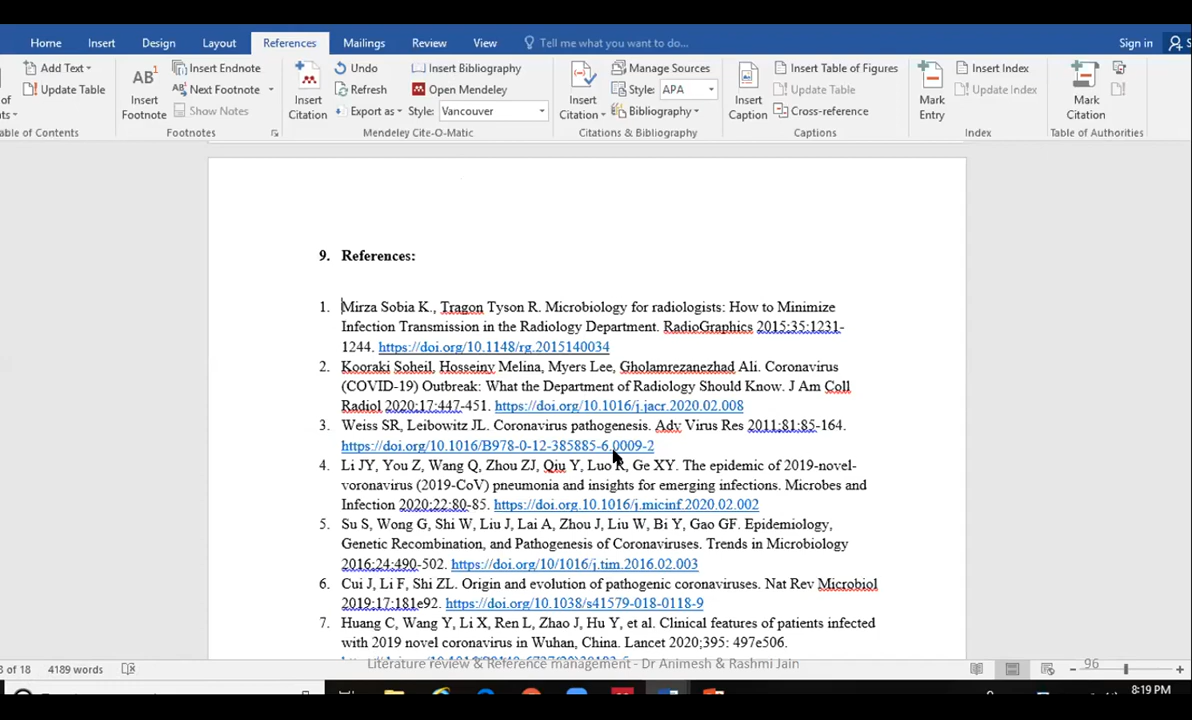 Home Insert Design Layout References Mailings Review View Tell me what you want to do... Sign in
Add Text
Update Table
Table of Contents
AB1
Insert Footnote
Insert Endnote
Next Footnote
Show Notes
Footnotes
Insert Citation
Undo
Refresh
Export as
Insert Bibliography
Open Mendeley
Style: Vancouver
Mendeley Cite-O-Matic
Insert Citation
Manage Sources
Style: APA
Bibliography
Citations & Bibliography
Insert Caption
Insert Table of Figures
Update Table
Cross-reference
Captions
Mark Entry
Insert Index
Update Index
Index
Mark Citation
Table of Authorities
9. References:
1. Mirza Sobia K., Tragon Tyson R. Microbiology for radiologists: How to Minimize
Infection Transmission in the Radiology Department. RadioGraphics 2015;35:1231-
1244. https://doi.org/10.1148/rg.2015140034
2. Kooraki Soheil, Hosseiny Melina, Myers Lee, Gholamrezanezhad Ali. Coronavirus
(COVID-19) Outbreak: What the Department of Radiology Should Know. J Am Coll
Radiol 2020;17:447-451. https://doi.org/10.1016/j.jacr.2020.02.008
3. Weiss SR, Leibowitz JL. Coronavirus pathogenesis. Adv Virus Res 2011;81:85-164.
https://doi.org/10.1016/B978-0-12-385885-6.0009-2
4. Li JY, You Z, Wang Q, Zhou ZJ, Qiu Y, Luo R, Ge XY. The epidemic of 2019-novel-
voronavirus (2019-CoV) pneumonia and insights for emerging infections. Microbes and
Infection 2020;22:80-85. https://doi.org.10.1016/j.micinf.2020.02.002
5. Su S, Wong G, Shi W, Liu J, Lai A, Zhou J, Liu W, Bi Y, Gao GF. Epidemiology,
Genetic Recombination, and Pathogenesis of Coronaviruses. Trends in Microbiology
2016;24:490-502. https://doi.org/10/1016/j.tim.2016.02.003
6. Cui J, Li F, Shi ZL. Origin and evolution of pathogenic coronaviruses. Nat Rev Microbiol
2019;17:181e92. https://doi.org/10.1038/s41579-018-0118-9
7. Huang C, Wang Y, Li X, Ren L, Zhao J, Hu Y, et al. Clinical features of patients infected
with 2019 novel coronavirus in Wuhan, China. Lancet 2020;395: 497e506.
Literature review & Reference management - Dr Animesh & Rashmi Jain
of 18 4189 words
96
8:19 PM